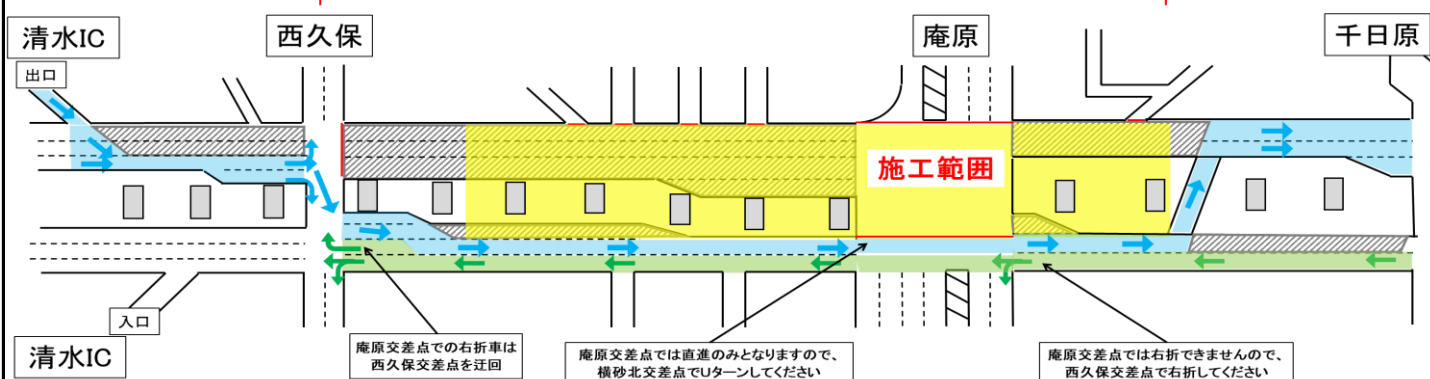 清水IC
出口
西久保
庵原
千日原
施工範囲
入口
清水IC
庵原交差点での右折車は
西久保交差点を迂回
庵原交差点では直進のみとなりますので、
横砂北交差点でUターンしてください
庵原交差点では右折できませんので、
西久保交差点で右折してください